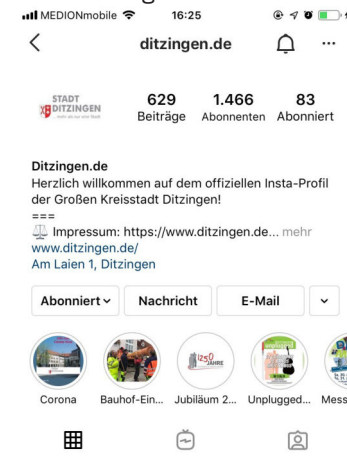 MEDIONmobile 16:25
ditzingen.de
STADT
DITZINGEN
629 1.466 83
Beiträge Abonnenten Abonniert
Ditzingen.de
Herzlich willkommen auf dem offiziellen Insta-Profil
der Großen Kreisstadt Ditzingen!
===
Impressum: https://www.ditzingen.de... mehr
www.ditzingen.de/
Am Laien 1, Ditzingen
Abonniert Nachricht E-Mail
1250
JAHRE
Corona Bauhof-Ein... Jubiläum 2... Unplugged... Mess